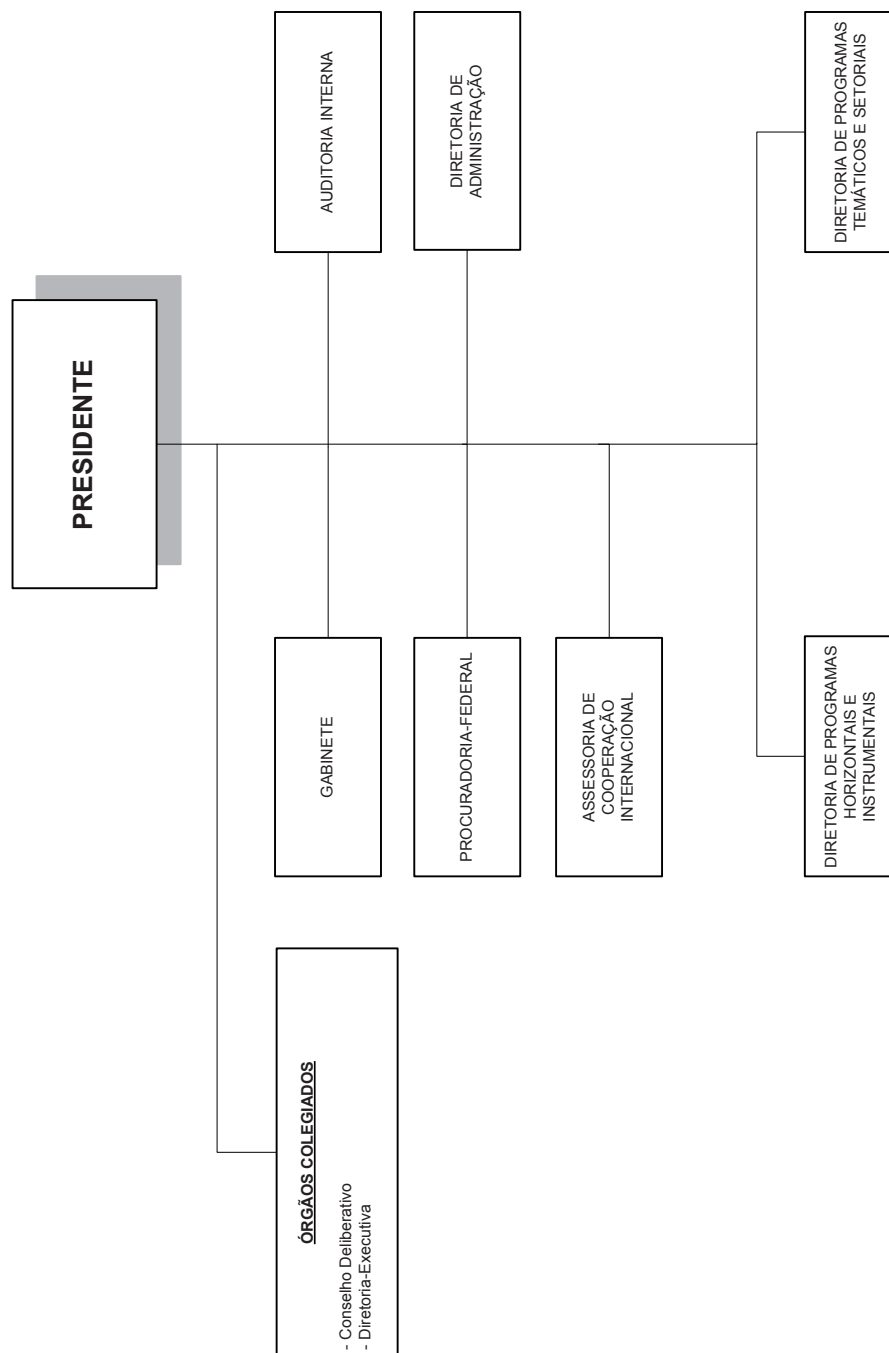 PRESIDENTE
ÓRGÃOS COLEGIADOS
- Conselho Deliberativo
- Diretoria-Executiva
GABINETE
AUDITORIA INTERNA
PROCURADORIA-FEDERAL
DIRETORIA DE
ADMINISTRAÇÃO
ASSESSORIA DE
COOPERAÇÃO
INTERNACIONAL
DIRETORIA DE PROGRAMAS
HORIZONTAIS E
INSTRUMENTAIS
DIRETORIA DE PROGRAMAS
TEMÁTICOS E SETORIAIS